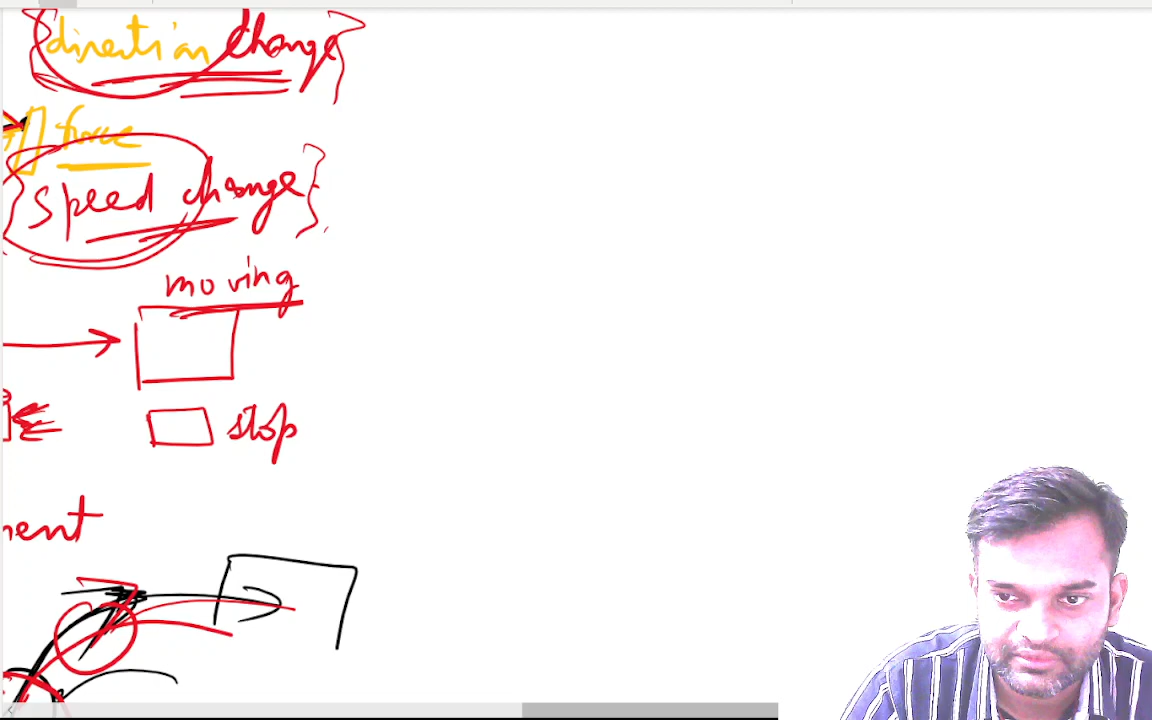 direction change
force
speed change
moving
stop
ment